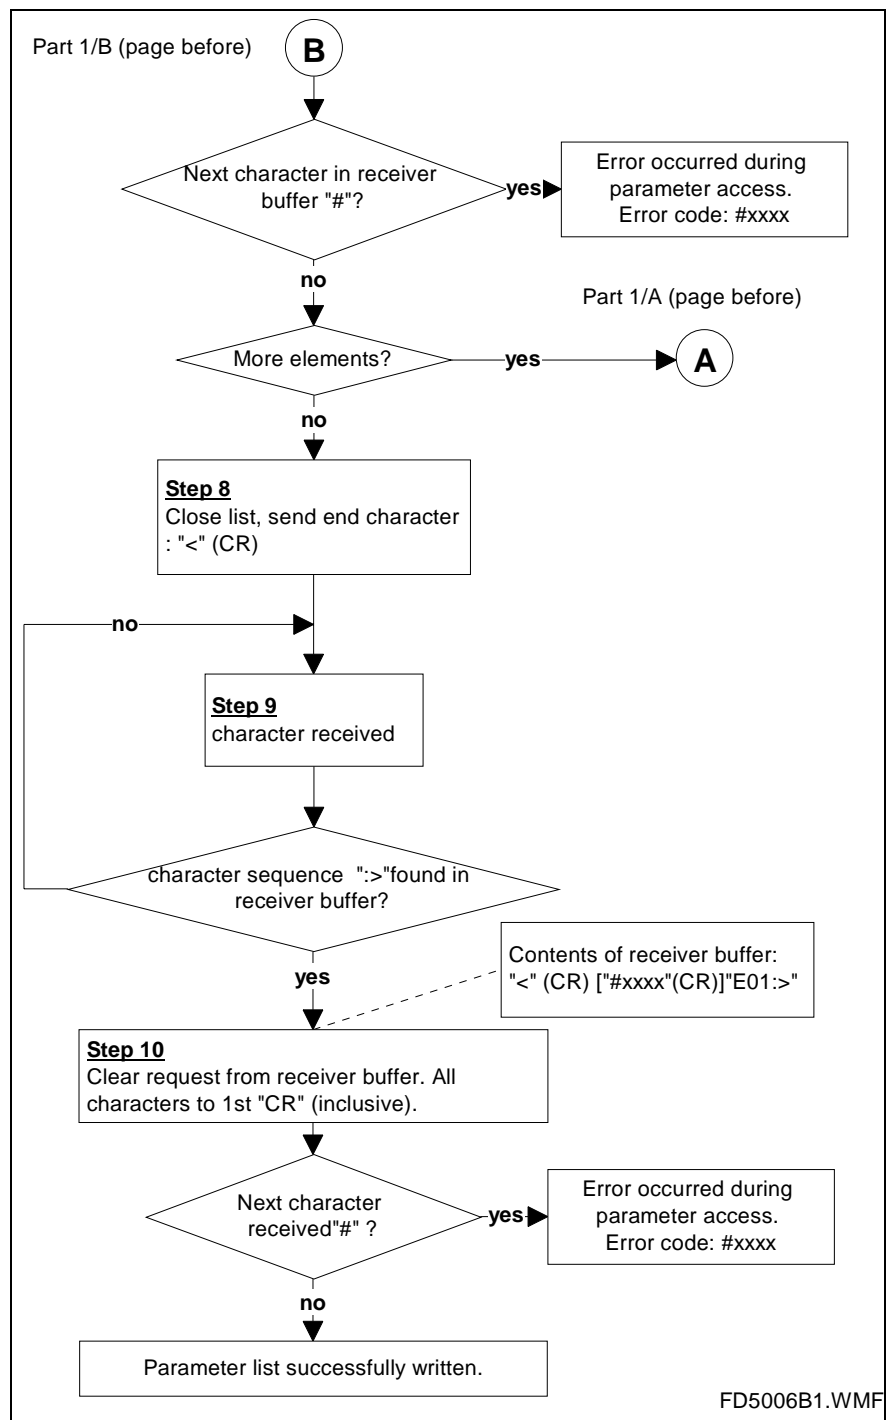 Part 1/B (page before)
B
Next character in receiver
buffer "#"?
yes
Error occurred during
parameter access.
Error code: #xxxx
no
Part 1/A (page before)
More elements?
yes
A
no
Step 8
Close list, send end character
: "<" (CR)
no
Step 9
character received
character sequence ":>"found in
receiver buffer?
Contents of receiver buffer:
"<" (CR) ["#xxxx"(CR)]"E01:>"
yes
Step 10
Clear request from receiver buffer. All
characters to 1st "CR" (inclusive).
Next character
received"#" ?
yes
Error occurred during
parameter access.
Error code: #xxxx
no
Parameter list successfully written.
FD5006B1.WMF